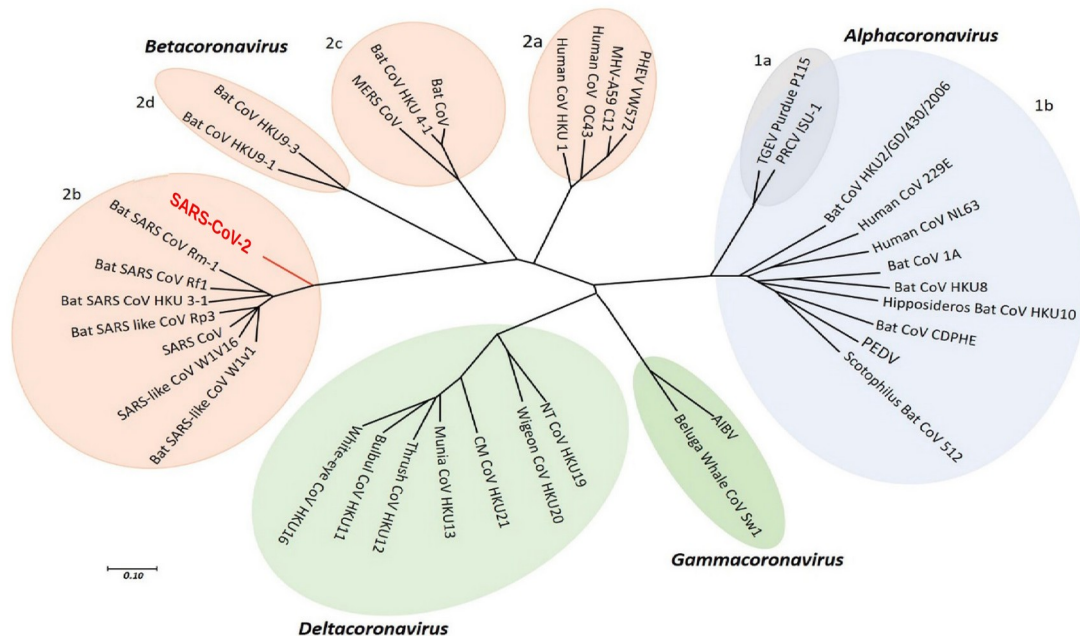 Betacoronavirus
2d
Bat CoV HKU9-3
Bat CoV HKU9-1
2c
MERS CoV
Bat CoV HKU 4-1
Bat CoV
2a
Human CoV HKU 1
Human CoV OC43
MHV-A59 C12
PHEV VW572
Alphacoronavirus
1a
TGEV Purdue P115
PRCV ISU-1
1b
Bat CoV HKU2/GD/430/2006
Human CoV 229E
Human CoV NL63
Bat CoV 1A
Bat CoV HKU8
Hipposideros Bat CoV HKU10
Bat CoV CDPHE
PEDV
Scotophilus Bat CoV 512
2b
SARS-CoV-2
Bat SARS CoV Rm-1
Bat SARS CoV Rf1
Bat SARS CoV HKU 3-1
Bat SARS like CoV Rp3
SARS CoV
SARS-like CoV W1V16
Bat SARS-like CoV W1v1
White-eye CoV HKU16
Bulbul CoV HKU11
Thrush CoV HKU12
Munia CoV HKU13
CM CoV HKU21
Wigeon CoV HKU20
NT CoV HKU19
Deltacoronavirus
AIBV
Beluga Whale CoV Sw1
Gammacoronavirus
0.10